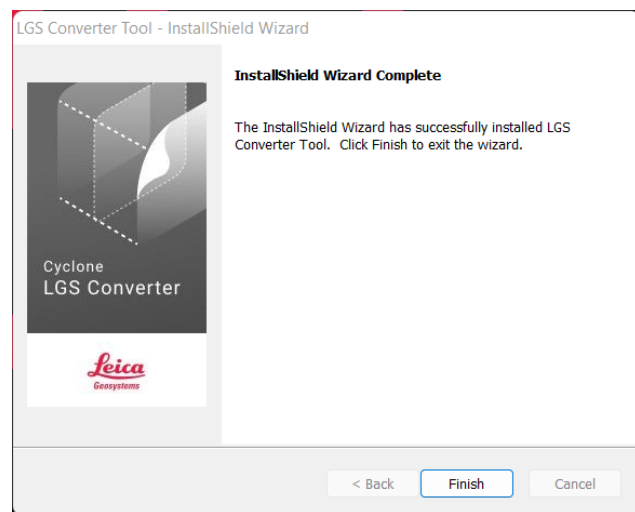 LGS Converter Tool - InstallShield Wizard
InstallShield Wizard Complete
The InstallShield Wizard has successfully installed LGS
Converter Tool. Click Finish to exit the wizard.
Cyclone
LGS Converter
Leica
Geosystems
< Back
Finish
Cancel